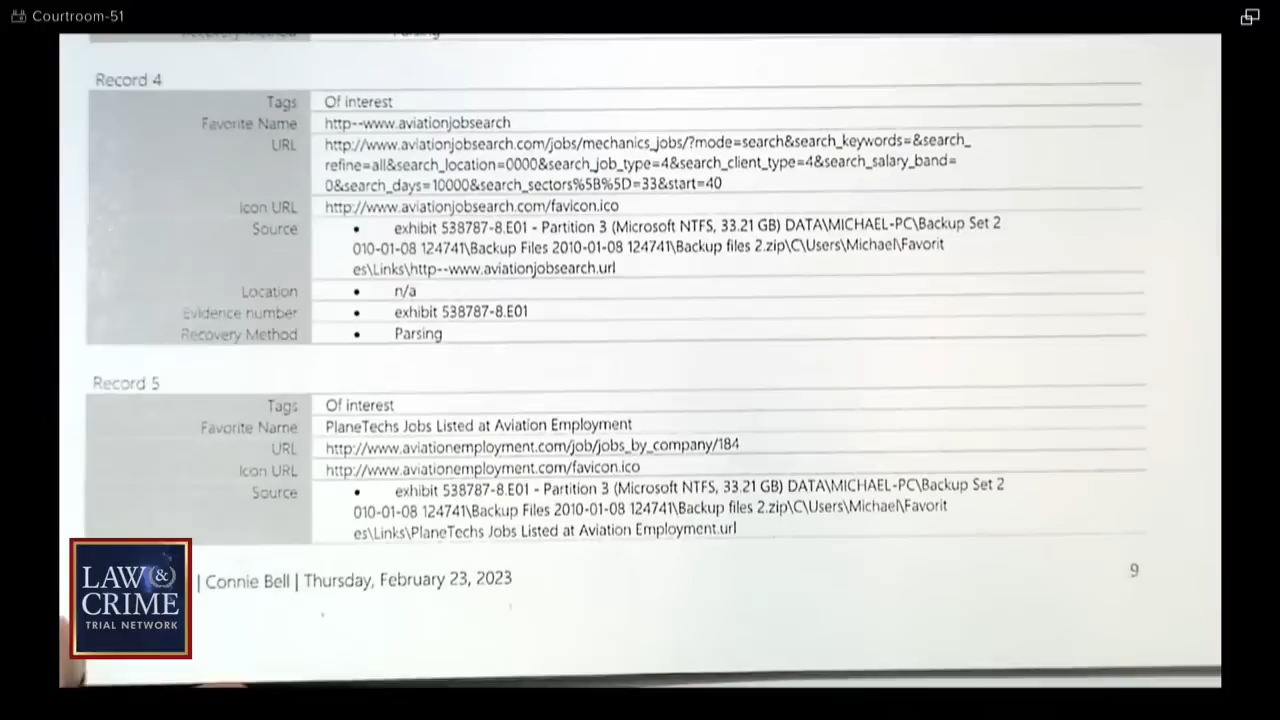 Courtroom-51
Recovery Method Parsing
Record 4
Tags Of interest
Favorite Name http--www.aviationjobsearch
URL http://www.aviationjobsearch.com/jobs/mechanics_jobs/?mode=search&search_keywords=&search_
refine=all&search_location=0000&search_job_type=4&search_client_type=4&search_salary_band=
0&search_days=10000&search_sectors%5B%5D=33&start=40
Icon URL http://www.aviationjobsearch.com/favicon.ico
Source • exhibit 538787-8.E01 - Partition 3 (Microsoft NTFS, 33.21 GB) DATA\MICHAEL-PC\Backup Set 2
010-01-08 124741\Backup Files 2010-01-08 124741\Backup files 2.zip\C\Users\Michael\Favorit
es\Links\http--www.aviationjobsearch.url
Location • n/a
Evidence number • exhibit 538787-8.E01
Recovery Method • Parsing
Record 5
Tags Of interest
Favorite Name PlaneTechs Jobs Listed at Aviation Employment
URL http://www.aviationemployment.com/job/jobs_by_company/184
Icon URL http://www.aviationemployment.com/favicon.ico
Source • exhibit 538787-8.E01 - Partition 3 (Microsoft NTFS, 33.21 GB) DATA\MICHAEL-PC\Backup Set 2
010-01-08 124741\Backup Files 2010-01-08 124741\Backup files 2.zip\C\Users\Michael\Favorit
es\Links\PlaneTechs Jobs Listed at Aviation Employment.url
| Connie Bell | Thursday, February 23, 2023
9
LAW &
CRIME
TRIAL NETWORK